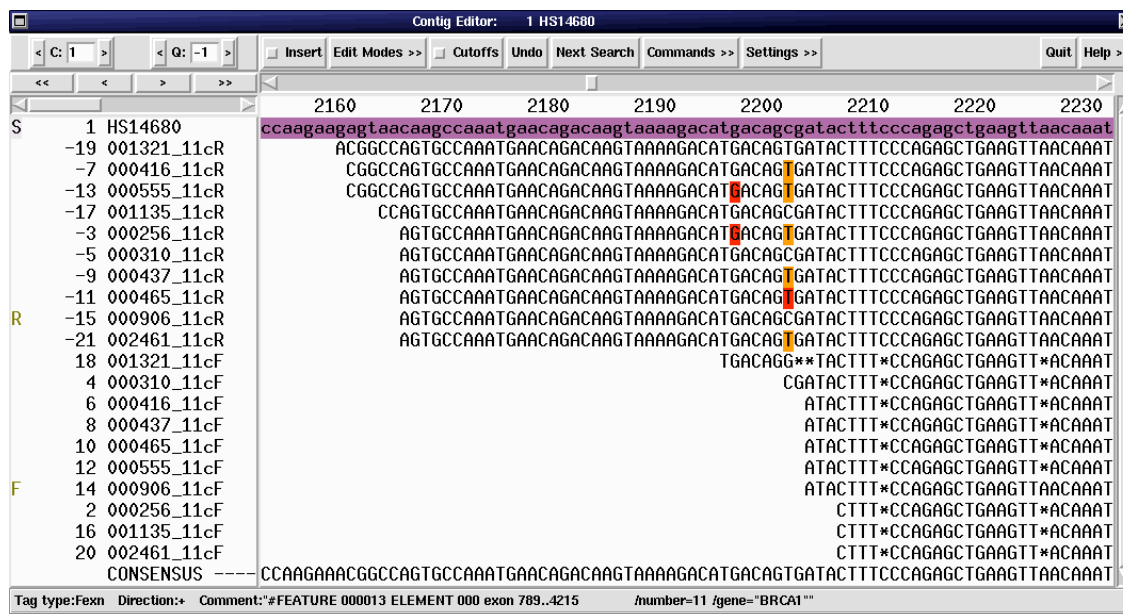 Contig Editor: 1 HS14680
< C: 1 > < Q: -1 > Insert Edit Modes >> Cutoffs Undo Next Search Commands >> Settings >> Quit Help >
<< < > >>
2160 2170 2180 2190 2200 2210 2220 2230
S 1 HS14680 ccaagaagagtaacaagccaaatgaacagacaagtaaaagacatgacagcgatactttcccagagctgaagttaacaaat
-19 001321_11cR ACGGCCAGTGCCAAATGAACAGACAAGTAAAAGACATGACAGTGATACTTTCCCAGAGCTGAAGTTAACAAAT
-7 000416_11cR CGGCCAGTGCCAAATGAACAGACAAGTAAAAGACATGACAGTGATACTTTCCCAGAGCTGAAGTTAACAAAT
-13 000555_11cR CGGCCAGTGCCAAATGAACAGACAAGTAAAAGACATGACAGTGATACTTTCCCAGAGCTGAAGTTAACAAAT
-17 001135_11cR CCAGTGCCAAATGAACAGACAAGTAAAAGACATGACAGCGATACTTTCCCAGAGCTGAAGTTAACAAAT
-3 000256_11cR AGTGCCAAATGAACAGACAAGTAAAAGACATGACAGTGATACTTTCCCAGAGCTGAAGTTAACAAAT
-5 000310_11cR AGTGCCAAATGAACAGACAAGTAAAAGACATGACAGCGATACTTTCCCAGAGCTGAAGTTAACAAAT
-9 000437_11cR AGTGCCAAATGAACAGACAAGTAAAAGACATGACAGTGATACTTTCCCAGAGCTGAAGTTAACAAAT
-11 000465_11cR AGTGCCAAATGAACAGACAAGTAAAAGACATGACAGTGATACTTTCCCAGAGCTGAAGTTAACAAAT
R -15 000906_11cR AGTGCCAAATGAACAGACAAGTAAAAGACATGACAGCGATACTTTCCCAGAGCTGAAGTTAACAAAT
-21 002461_11cR AGTGCCAAATGAACAGACAAGTAAAAGACATGACAGTGATACTTTCCCAGAGCTGAAGTTAACAAAT
18 001321_11cF TGACAGG**TACTTT*CCAGAGCTGAAGTT*ACAAAT
4 000310_11cF CGATACTTT*CCAGAGCTGAAGTT*ACAAAT
6 000416_11cF ATACTTT*CCAGAGCTGAAGTT*ACAAAT
8 000437_11cF ATACTTT*CCAGAGCTGAAGTT*ACAAAT
10 000465_11cF ATACTTT*CCAGAGCTGAAGTT*ACAAAT
12 000555_11cF ATACTTT*CCAGAGCTGAAGTT*ACAAAT
F 14 000906_11cF ATACTTT*CCAGAGCTGAAGTTAACAAAT
2 000256_11cF CTTT*CCAGAGCTGAAGTT*ACAAAT
16 001135_11cF CTTT*CCAGAGCTGAAGTT*ACAAAT
20 002461_11cF CTTT*CCAGAGCTGAAGTT*ACAAAT
CONSENSUS ---- CCAAGAAACGGCCAGTGCCAAATGAACAGACAAGTAAAAGACATGACAGTGATACTTTCCCAGAGCTGAAGTTAACAAAT
Tag type:Fexn Direction:+ Comment:"#FEATURE 000013 ELEMENT 000 exon 789..4215 /number=11 /gene="BRCA1""